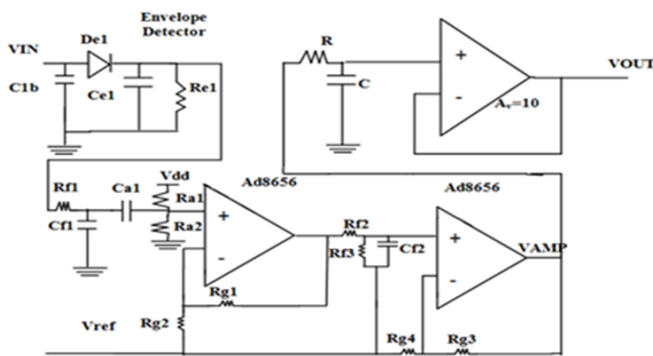 Envelope
Detector
VIN
De1
C1b
Ce1
Re1
R
C
+
-
Av=10
VOUT
Rf1
Ca1
Vdd
Ra1
Ra2
Cf1
Ad8656
+
-
Rg1
Rg2
Rf2
Rf3
Cf2
Ad8656
+
-
VAMP
Vref
Rg4
Rg3